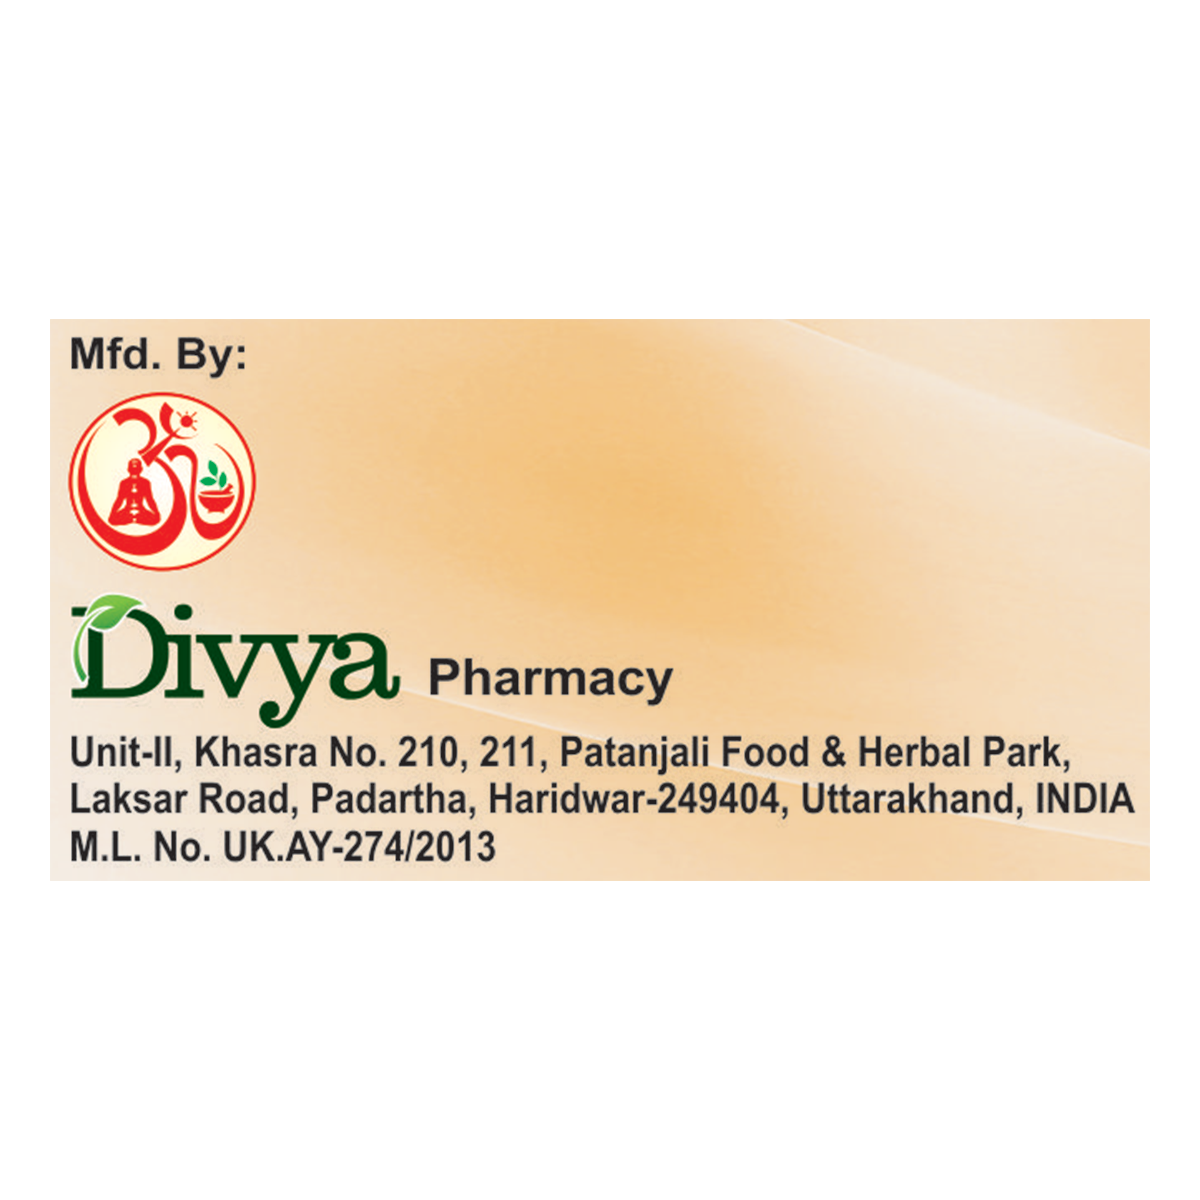 Mfd. By:
Divya Pharmacy
Unit-II, Khasra No. 210, 211, Patanjali Food & Herbal Park,
Laksar Road, Padartha, Haridwar-249404, Uttarakhand, INDIA
M.L. No. UK.AY-274/2013